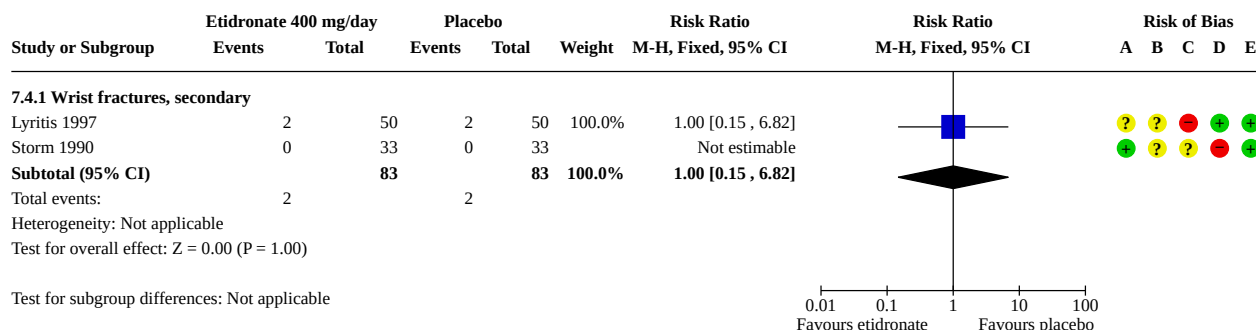 Etidronate 400 mg/day Placebo Risk Ratio Risk Ratio Risk of Bias
Study or Subgroup Events Total Events Total Weight M-H, Fixed, 95% CI M-H, Fixed, 95% CI A B C D E
7.4.1 Wrist fractures, secondary
Lyritis 1997 2 50 2 50 100.0% 1.00 [0.15 , 6.82] ? ? − + +
Storm 1990 0 33 0 33 Not estimable + ? ? − +
Subtotal (95% CI) 83 83 100.0% 1.00 [0.15 , 6.82]
Total events: 2 2
Heterogeneity: Not applicable
Test for overall effect: Z = 0.00 (P = 1.00)
Test for subgroup differences: Not applicable
0.01 0.1 1 10 100
Favours etidronate Favours placebo